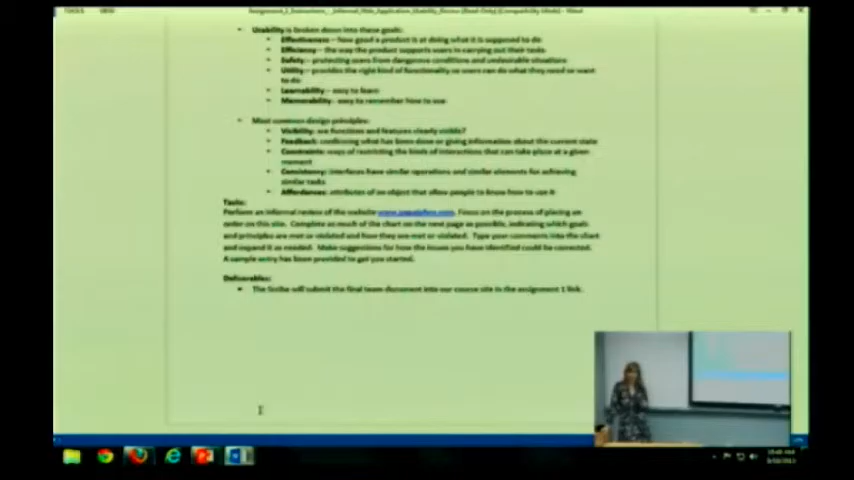 Usability is broken down into these goals:
Effectiveness – how good a product is at doing what it is supposed to do
Efficiency – the way the product supports users in carrying out their tasks
Safety – protecting users from dangerous conditions and undesirable situations
Utility – provides the right kind of functionality so users can do what they need or want
to do
Learnability – easy to learn
Memorability – easy to remember how to use
Most common design principles:
Visibility: are functions and features clearly visible?
Feedback: confirming what has been done or giving information about the current state
Constraints: ways of restricting the kinds of interactions that can take place at a given
moment
Consistency: interfaces have similar operations and similar elements for achieving
similar tasks
Affordances: attributes of an object that allow people to know how to use it
Tasks:
Perform an informal review of the website Focus on the process of placing an
order on this site. Complete as much of the chart on the next page as possible, indicating which goals
and principles are met or violated and how they are met or violated. Type your comments into the chart
and expand it as needed. Make suggestions for how the issues you have identified could be corrected.
A sample entry has been provided to get you started.
Deliverables:
The Scribe will submit the final team document into our course site in the assignment 1 link.